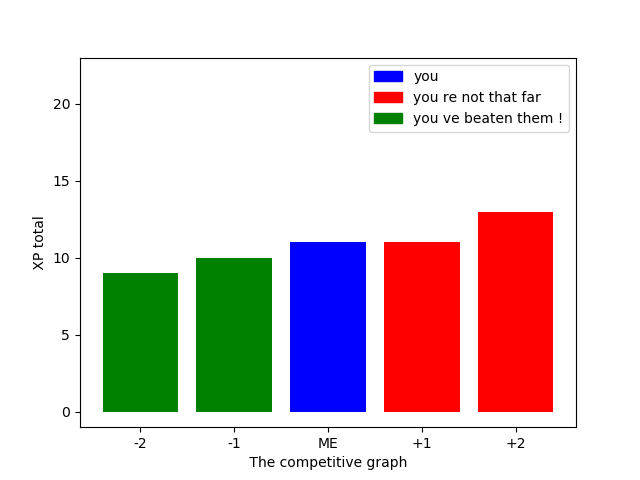 you
you re not that far
you ve beaten them !
20
15
10
5
0
XP total
-2 -1 ME +1 +2
The competitive graph